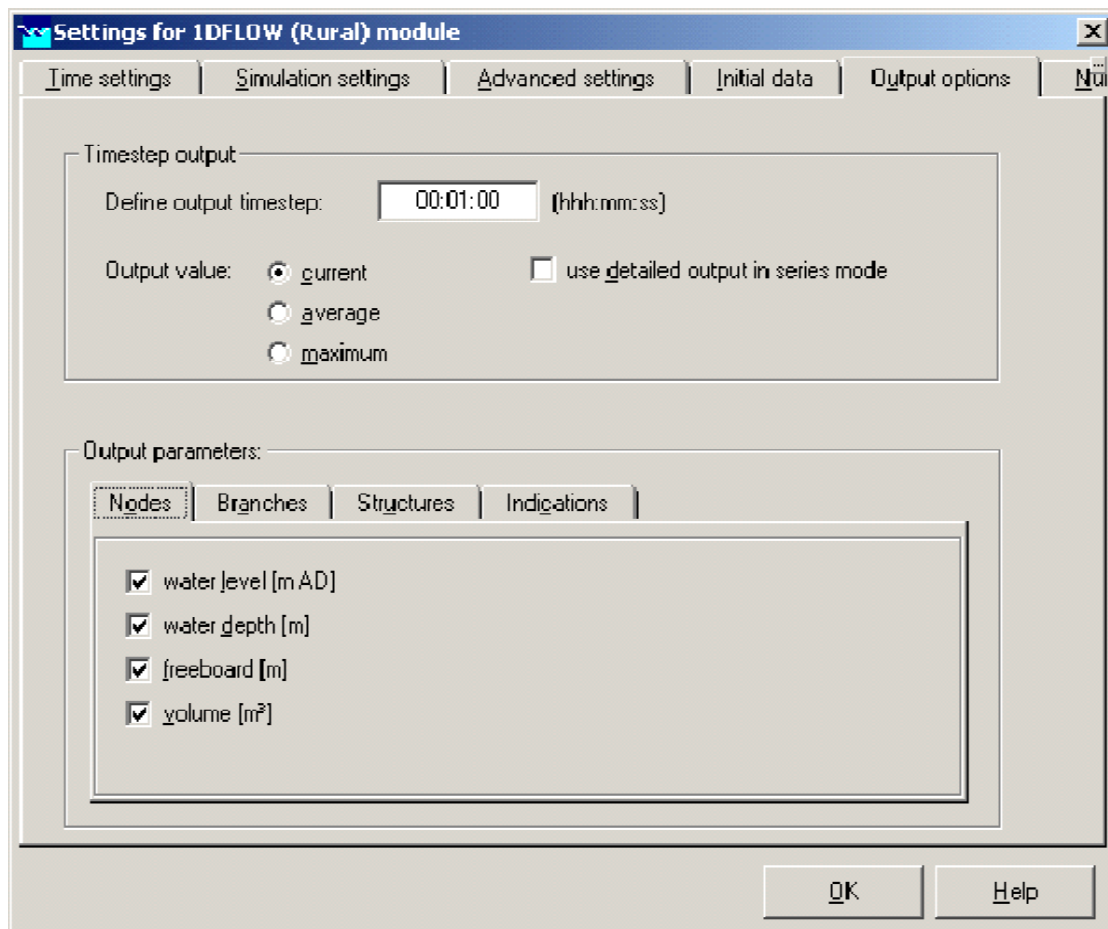 Settings for 1DFLOW (Rural) module
Time settings Simulation settings Advanced settings Initial data Output options
Timestep output
Define output timestep: 00:01:00 (hhh:mm:ss)
Output value: current use detailed output in series mode
average
maximum
Output parameters:
Nodes Branches Structures Indications
water level [m AD]
water depth [m]
freeboard [m]
volume [m³]
OK Help